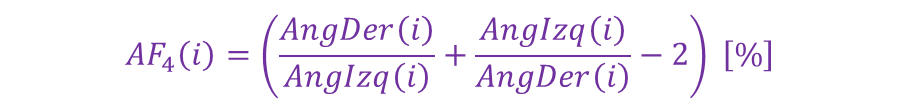 AF₄(i) = (AngDer(i)/AngIzq(i) + AngIzq(i)/AngDer(i) − 2) [%]